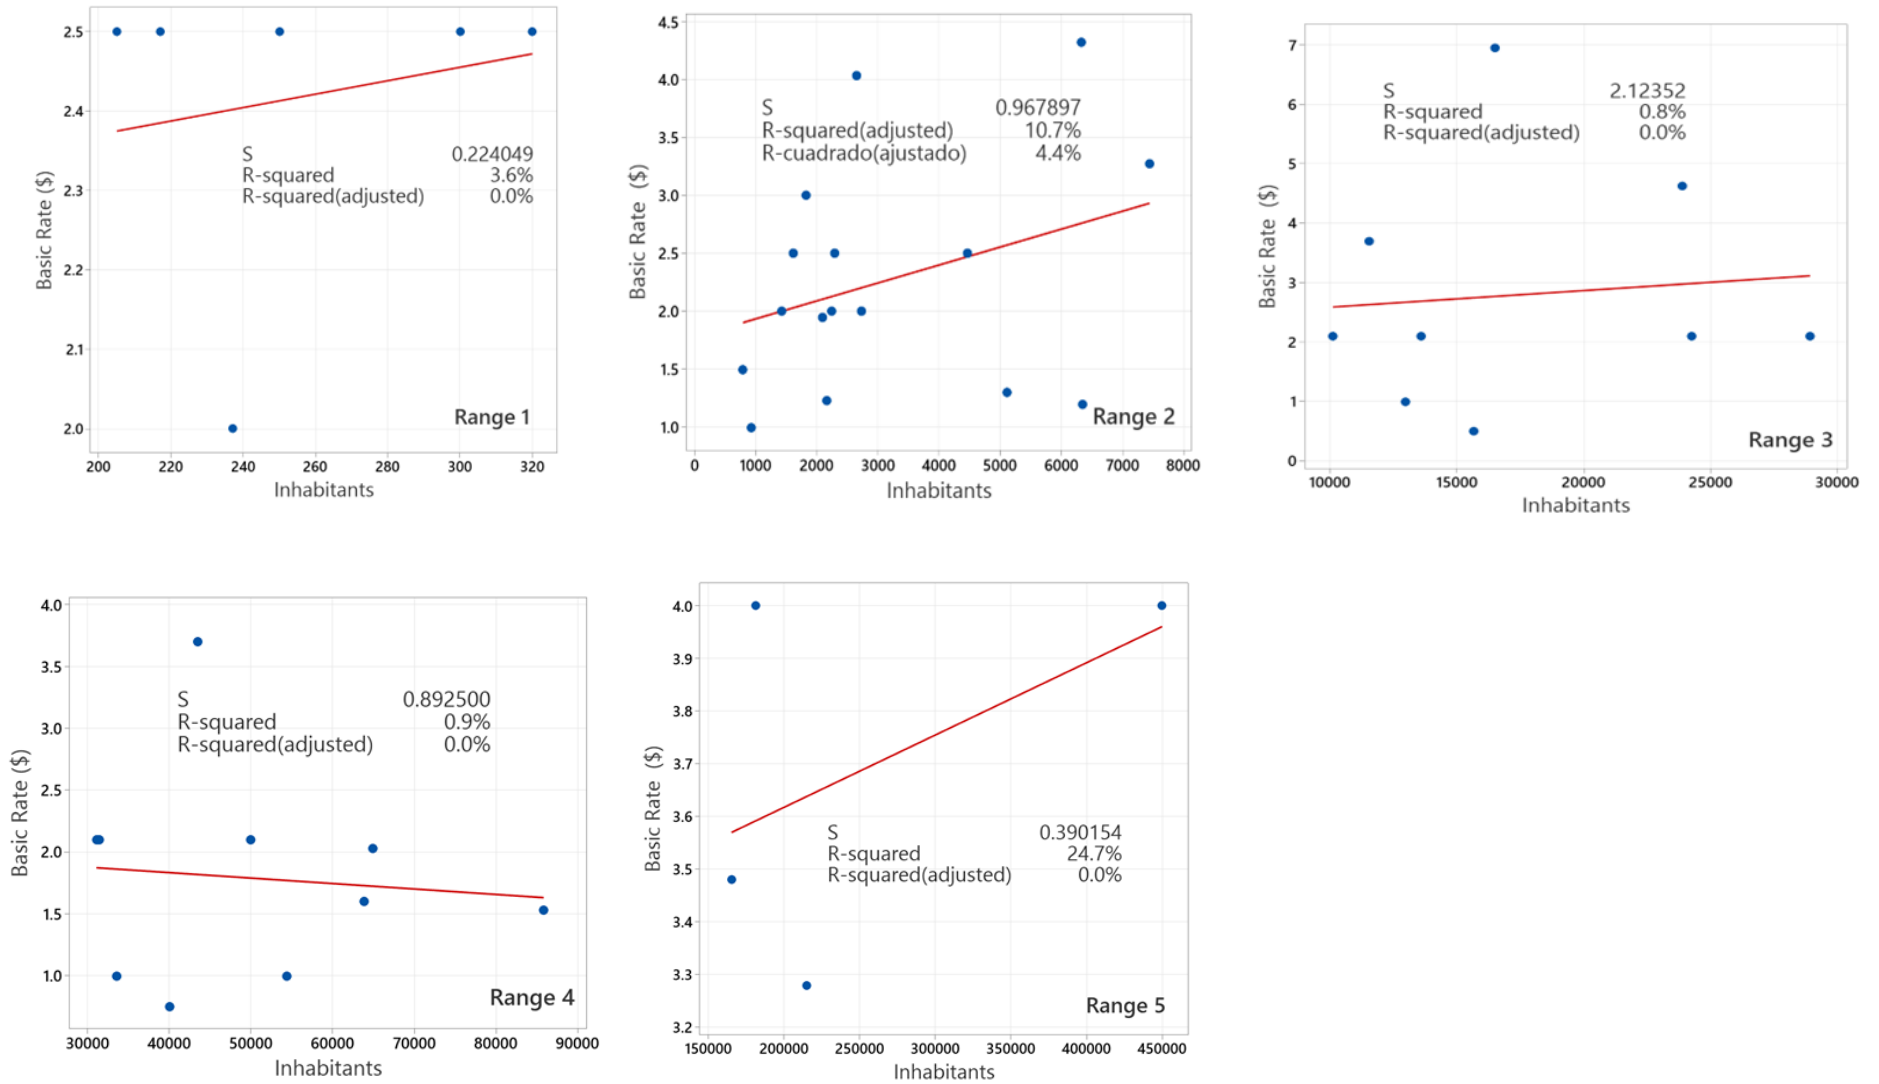 2.5
2.4
2.3
2.2
2.1
2.0
Basic Rate ($)
S 0.224049
R-squared 3.6%
R-squared(adjusted) 0.0%
Range 1
200 220 240 260 280 300 320
Inhabitants
4.5
4.0
3.5
3.0
2.5
2.0
1.5
1.0
Basic Rate ($)
S 0.967897
R-squared(adjusted) 10.7%
R-cuadrado(ajustado) 4.4%
Range 2
0 1000 2000 3000 4000 5000 6000 7000 8000
Inhabitants
7
6
5
4
3
2
1
0
Basic Rate ($)
S 2.12352
R-squared 0.8%
R-squared(adjusted) 0.0%
Range 3
10000 15000 20000 25000 30000
Inhabitants
4.0
3.5
3.0
2.5
2.0
1.5
1.0
Basic Rate ($)
S 0.892500
R-squared 0.9%
R-squared(adjusted) 0.0%
Range 4
30000 40000 50000 60000 70000 80000 90000
Inhabitants
4.0
3.9
3.8
3.7
3.6
3.5
3.4
3.3
3.2
Basic Rate ($)
S 0.390154
R-squared 24.7%
R-squared(adjusted) 0.0%
Range 5
150000 200000 250000 300000 350000 400000 450000
Inhabitants